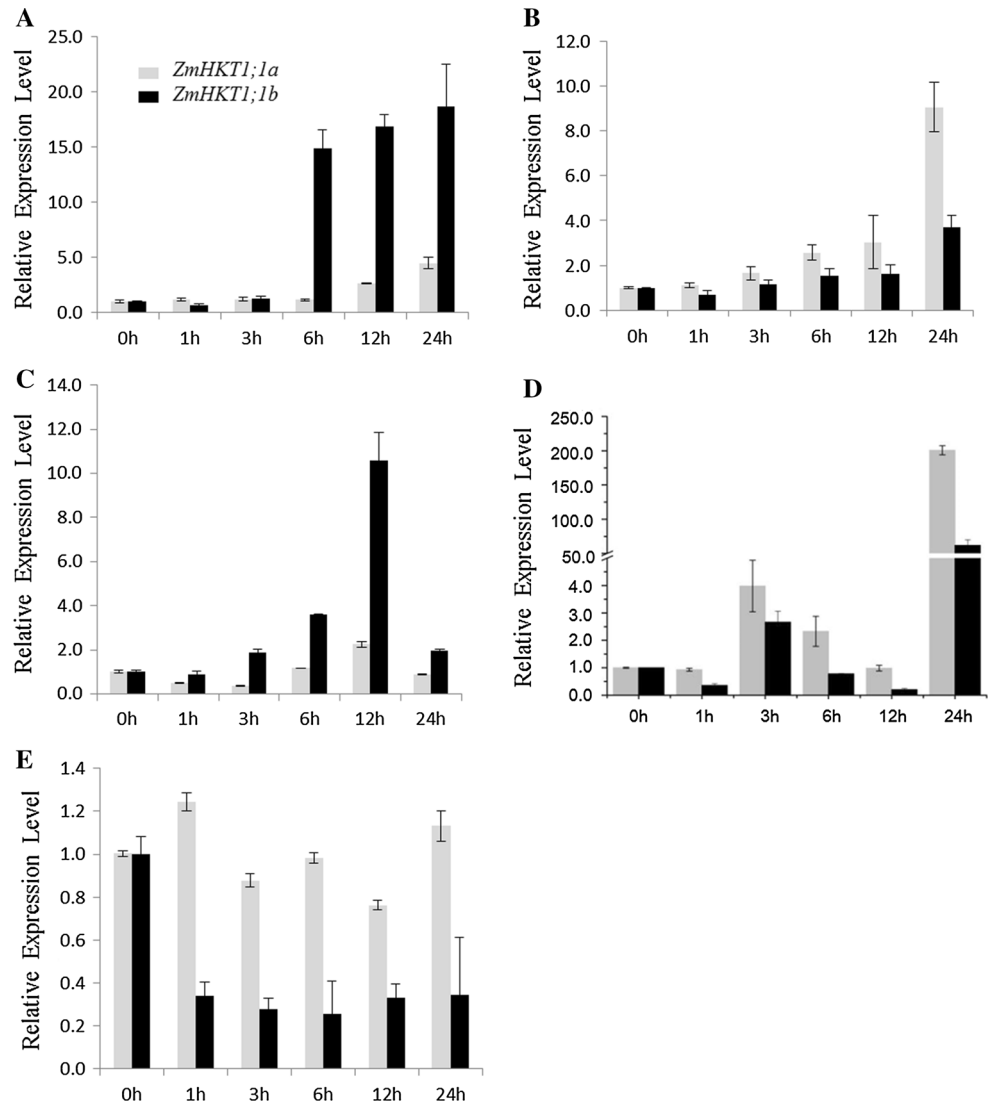 A
Relative Expression Level
25.0
20.0
15.0
10.0
5.0
0.0
ZmHKT1;1a
ZmHKT1;1b
0h 1h 3h 6h 12h 24h
B
Relative Expression Level
12.0
10.0
8.0
6.0
4.0
2.0
0.0
0h 1h 3h 6h 12h 24h
C
Relative Expression Level
14.0
12.0
10.0
8.0
6.0
4.0
2.0
0.0
0h 1h 3h 6h 12h 24h
D
Relative Expression Level
250.0
200.0
150.0
100.0
50.0
4.0
3.0
2.0
1.0
0.0
0h 1h 3h 6h 12h 24h
E
Relative Expression Level
1.4
1.2
1.0
0.8
0.6
0.4
0.2
0.0
0h 1h 3h 6h 12h 24h